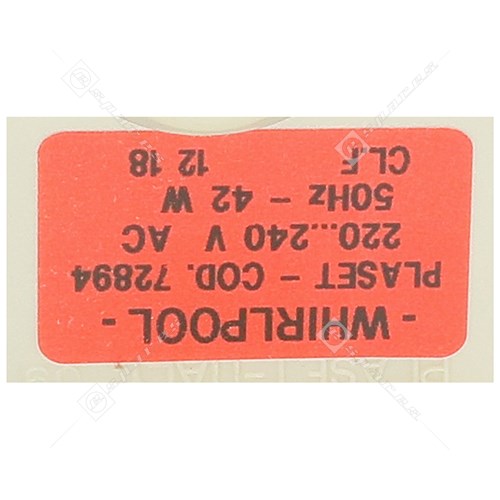 - WHIRLPOOL -
PLASET - COD. 72894
220...240 V AC
50Hz - 42 W
CL.F 12 18